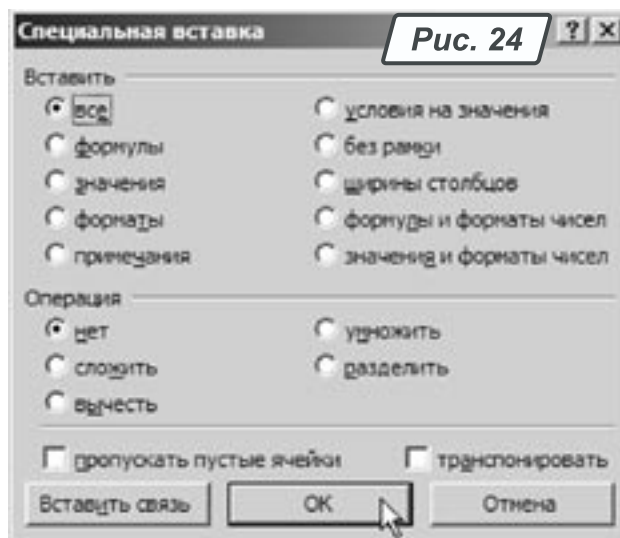 Специальная вставка
Рис. 24
Вставить
все
условия на значения
формулы
без рамки
значения
ширины столбцов
форматы
формулы и форматы чисел
примечания
значения и форматы чисел
Операция
нет
умножить
сложить
разделить
вычесть
пропускать пустые ячейки
транспонировать
Вставить связь
ОК
Отмена